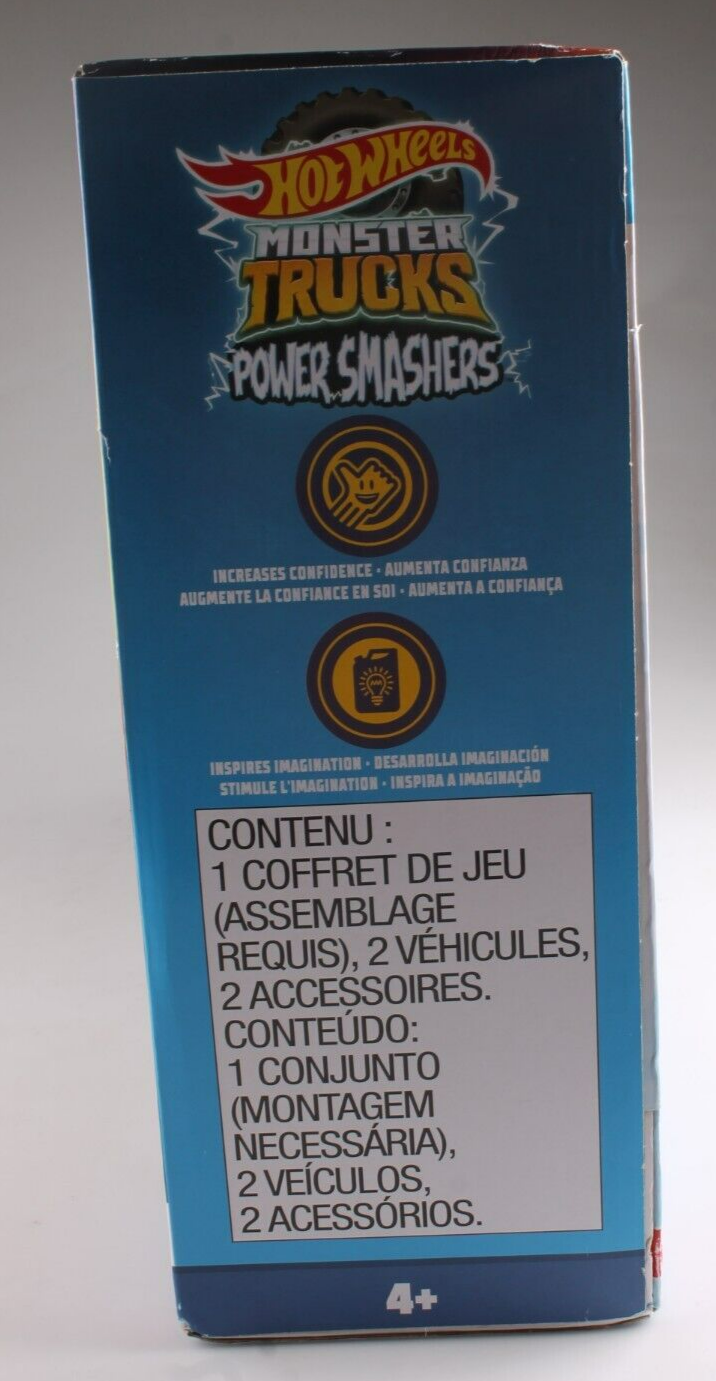 HOT WHEELS
MONSTER
TRUCKS
POWER SMASHERS
INCREASES CONFIDENCE • AUMENTA CONFIANZA
AUGMENTE LA CONFIANCE EN SOI • AUMENTA A CONFIANÇA
INSPIRES IMAGINATION • DESARROLLA IMAGINACIÓN
STIMULE L'IMAGINATION • INSPIRA A IMAGINAÇÃO
CONTENU :
1 COFFRET DE JEU
(ASSEMBLAGE
REQUIS), 2 VÉHICULES,
2 ACCESSOIRES.
CONTEÚDO:
1 CONJUNTO
(MONTAGEM
NECESSÁRIA),
2 VEÍCULOS,
2 ACESSÓRIOS.
4+